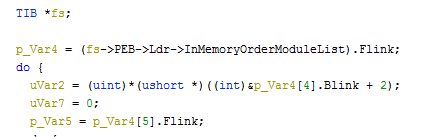 TIB *fs;
p_Var4 = (fs->PEB->Ldr->InMemoryOrderModuleList).Flink;
do {
uVar2 = (uint)*(ushort *)((int)&p_Var4[4].Blink + 2);
uVar7 = 0;
p_Var5 = p_Var4[5].Flink;